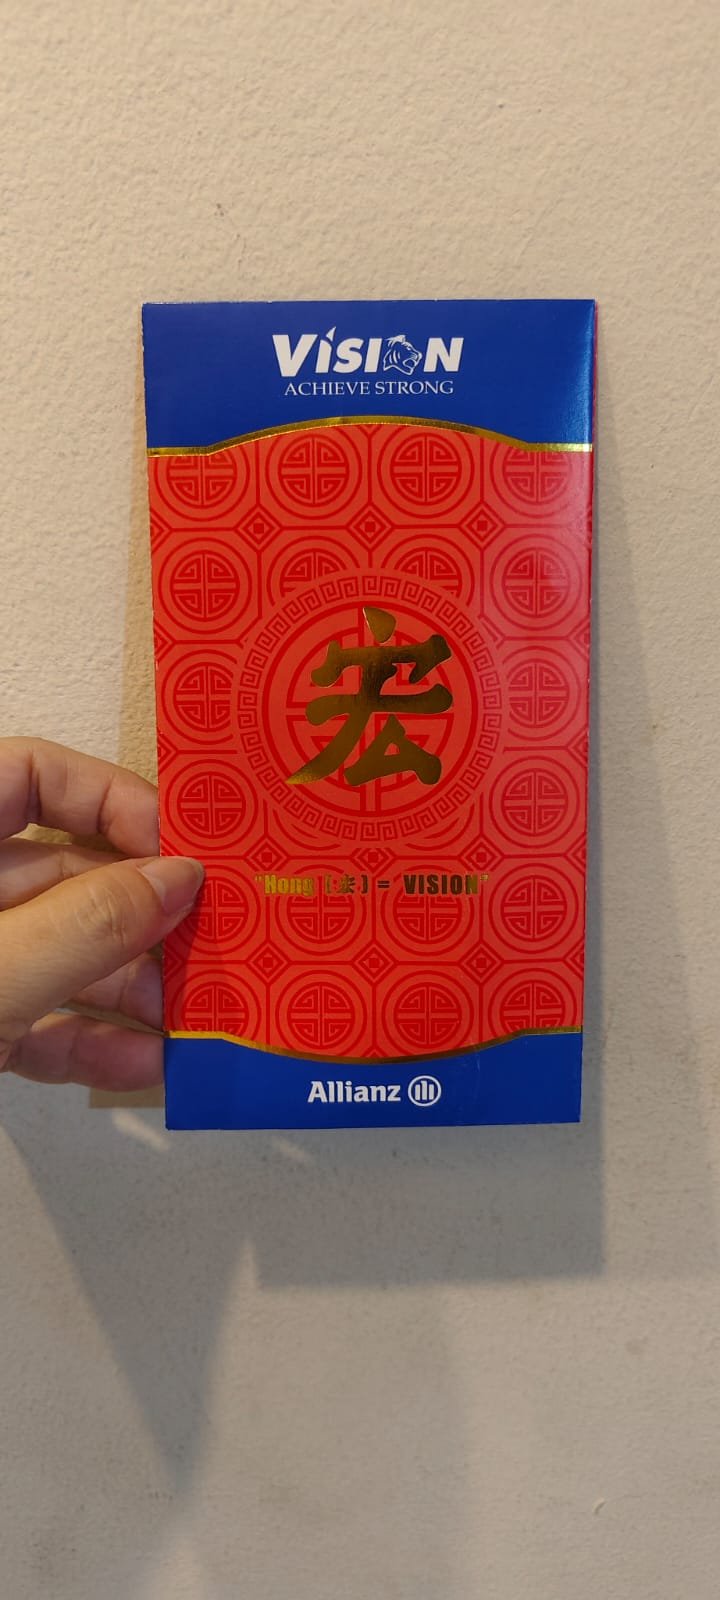 VISION
ACHIEVE STRONG
宏
"Hong (宏) = VISION"
Allianz